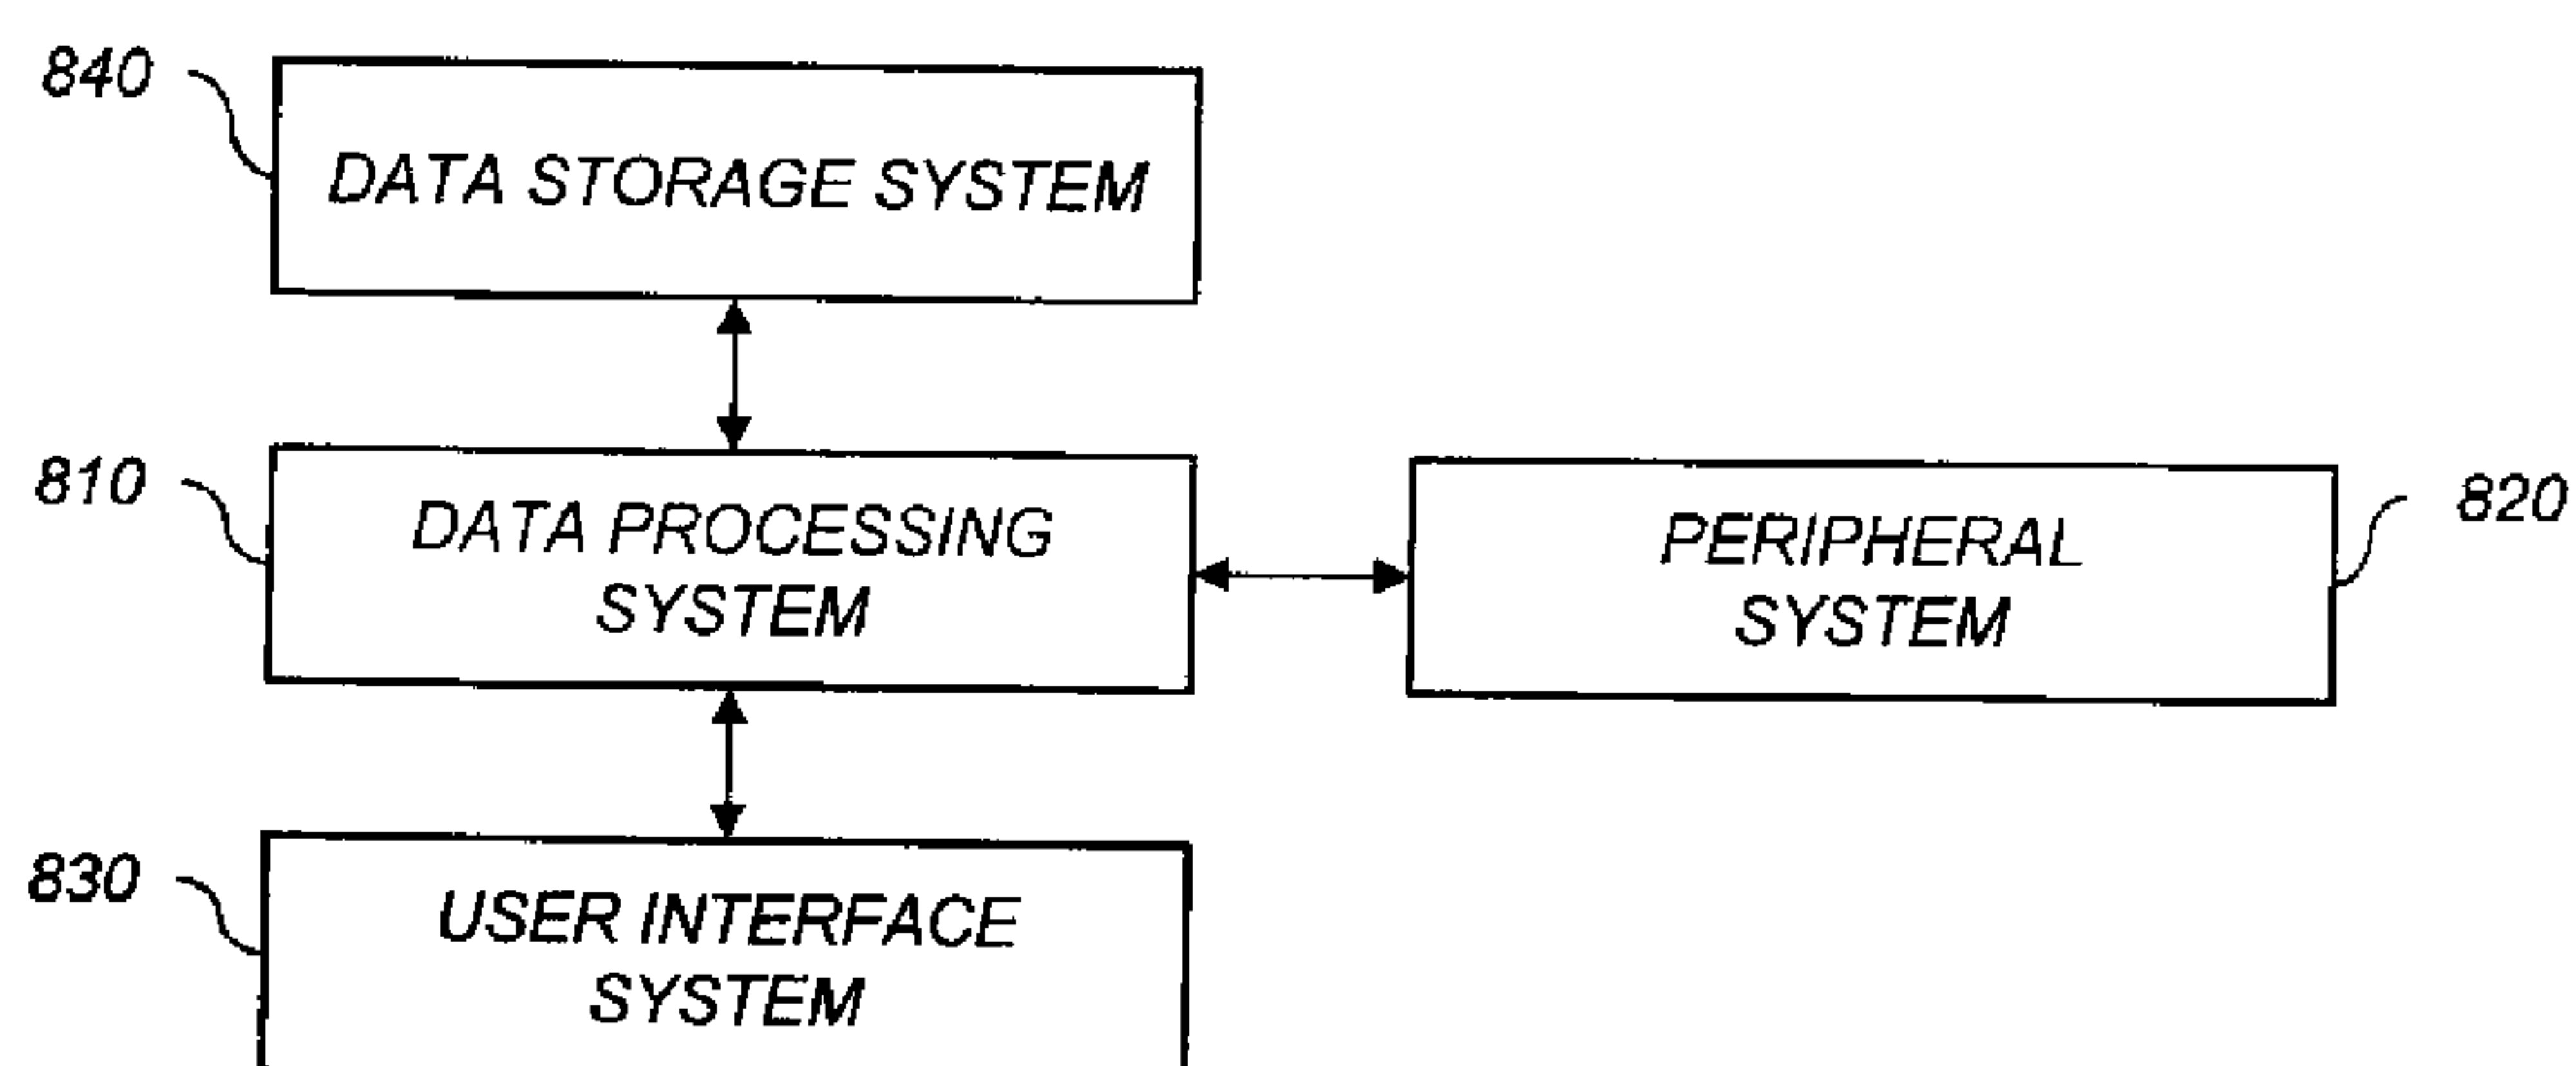 840
DATA STORAGE SYSTEM
810
DATA PROCESSING
SYSTEM
PERIPHERAL
SYSTEM
820
830
USER INTERFACE
SYSTEM